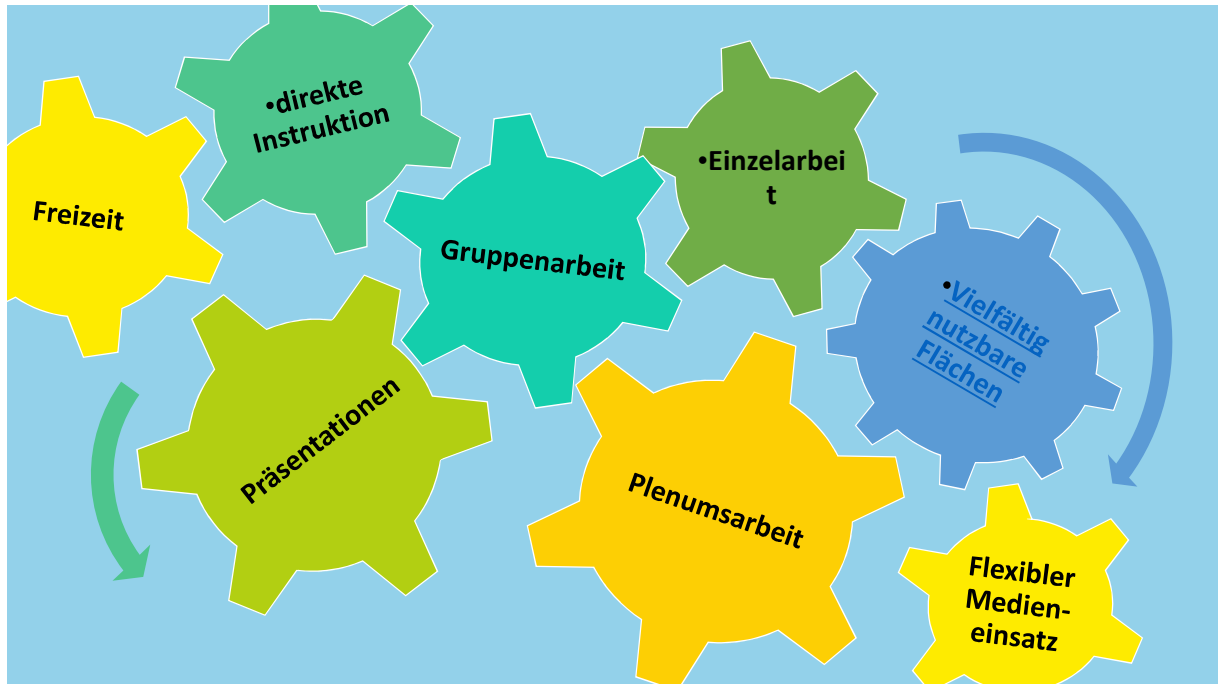 •direkte
Instruktion
•Einzelarbei
t
Freizeit
Gruppenarbeit
•Vielfältig
nutzbare
Flächen
Präsentationen
Plenumsarbeit
Flexibler
Medien-
einsatz